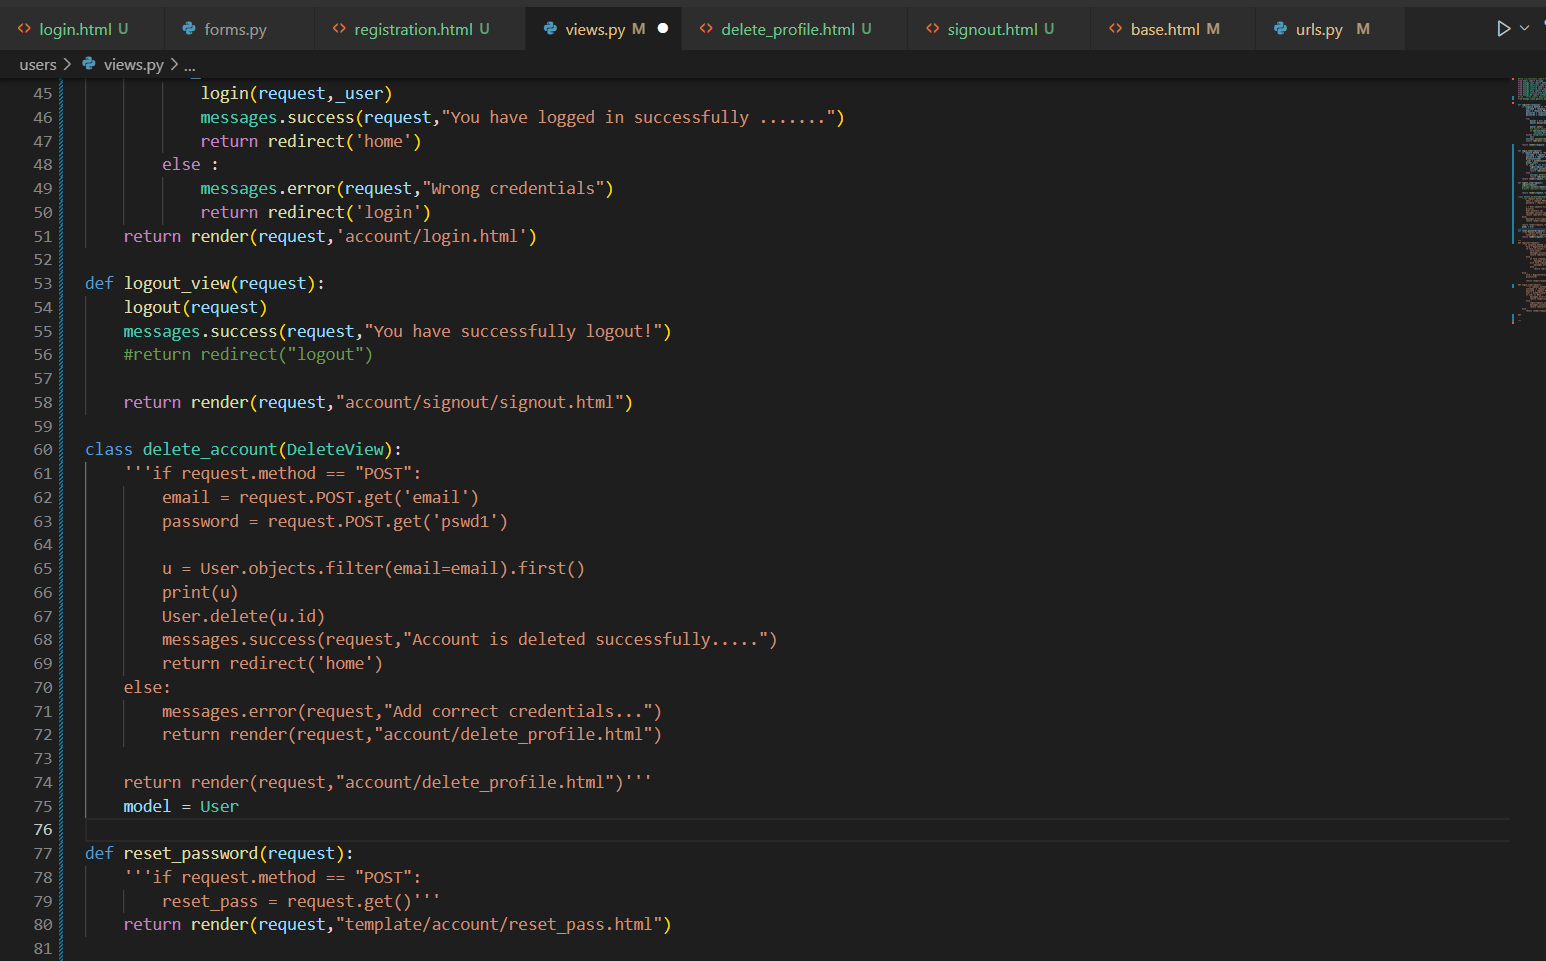 login.html U forms.py registration.html U views.py M delete_profile.html U signout.html U base.html M urls.py M
users > views.py > ...
45 login(request,_user)
46 messages.success(request,"You have logged in successfully .......")
47 return redirect('home')
48 else :
49 messages.error(request,"Wrong credentials")
50 return redirect('login')
51 return render(request,'account/login.html')
52
53 def logout_view(request):
54 logout(request)
55 messages.success(request,"You have successfully logout!")
56 #return redirect("logout")
57
58 return render(request,"account/signout/signout.html")
59
60 class delete_account(DeleteView):
61 '''if request.method == "POST":
62 email = request.POST.get('email')
63 password = request.POST.get('pswd1')
64
65 u = User.objects.filter(email=email).first()
66 print(u)
67 User.delete(u.id)
68 messages.success(request,"Account is deleted successfully.....")
69 return redirect('home')
70 else:
71 messages.error(request,"Add correct credentials...")
72 return render(request,"account/delete_profile.html")
73
74 return render(request,"account/delete_profile.html")'''
75 model = User
76
77 def reset_password(request):
78 '''if request.method == "POST":
79 reset_pass = request.get()'''
80 return render(request,"template/account/reset_pass.html")
81